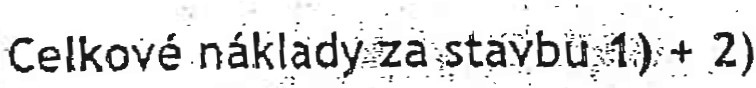 Celkové náklady za stavbu 1) + 2)